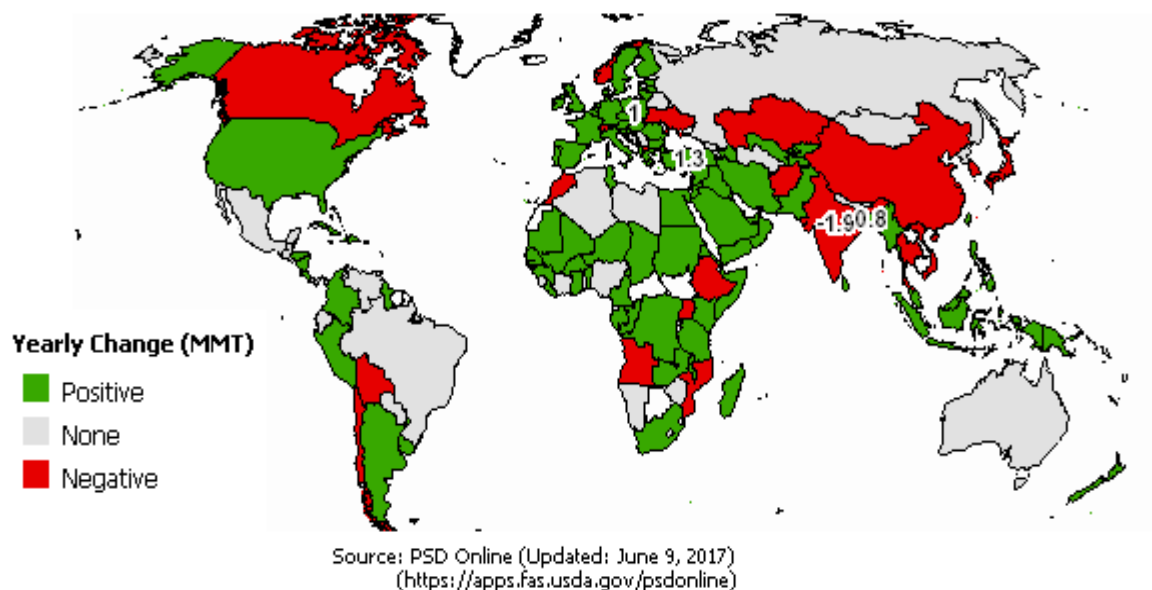 1
1.3
-1.9
0.8
Yearly Change (MMT)
Positive
None
Negative
Source: PSD Online (Updated: June 9, 2017)
(https://apps.fas.usda.gov/psdonline)